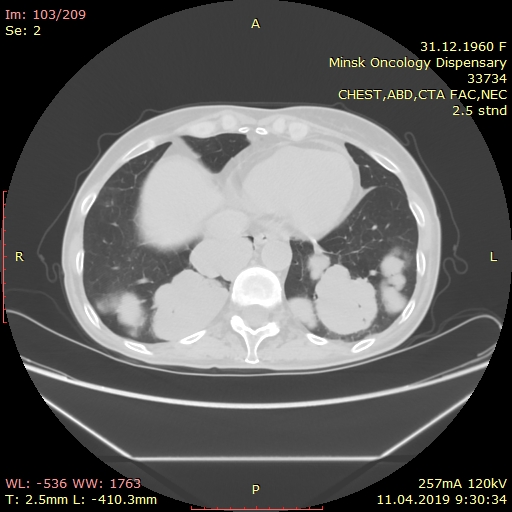 Im: 103/209
Se: 2
A
31.12.1960 F
Minsk Oncology Dispensary
33734
CHEST,ABD,CTA FAC,NEC
2.5 stnd
R
L
WL: -536 WW: 1763
T: 2.5mm L: -410.3mm
P
257mA 120kV
11.04.2019 9:30:34